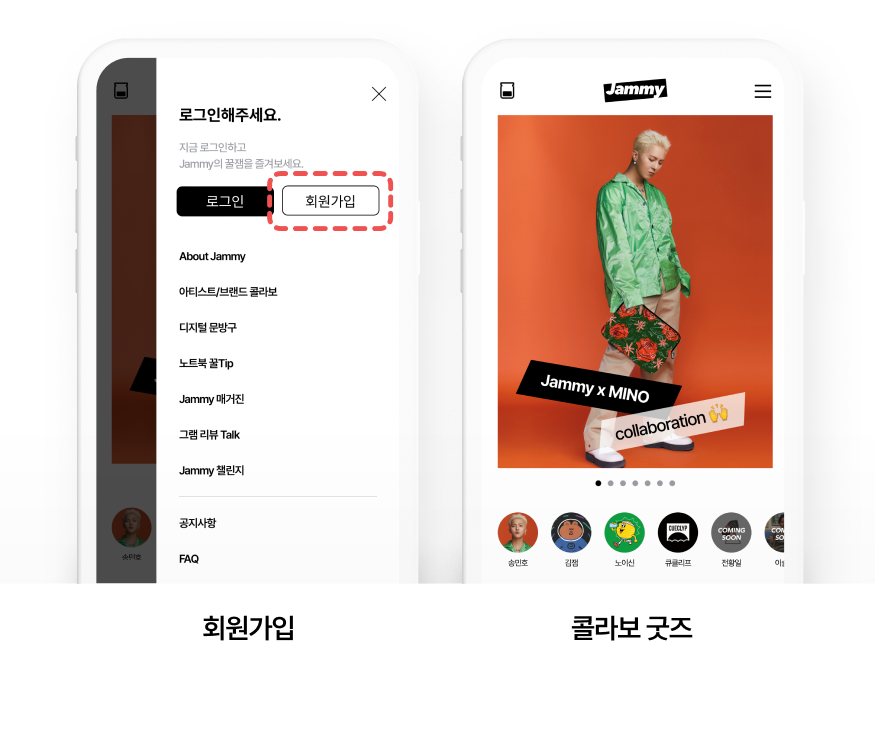 로그인해주세요.
지금 로그인하고
Jammy의 꿀잼을 즐겨보세요.
로그인
회원가입
About Jammy
아티스트/브랜드 콜라보
디지털 문방구
노트북 꿀Tip
Jammy 매거진
그램 리뷰 Talk
Jammy 챌린지
공지사항
FAQ
송민호
회원가입
Jammy
Jammy x MINO
collaboration 🙌
CUECLYP
COMING SOON
송민호
김잼
노이신
큐클리프
전황일
콜라보 굿즈